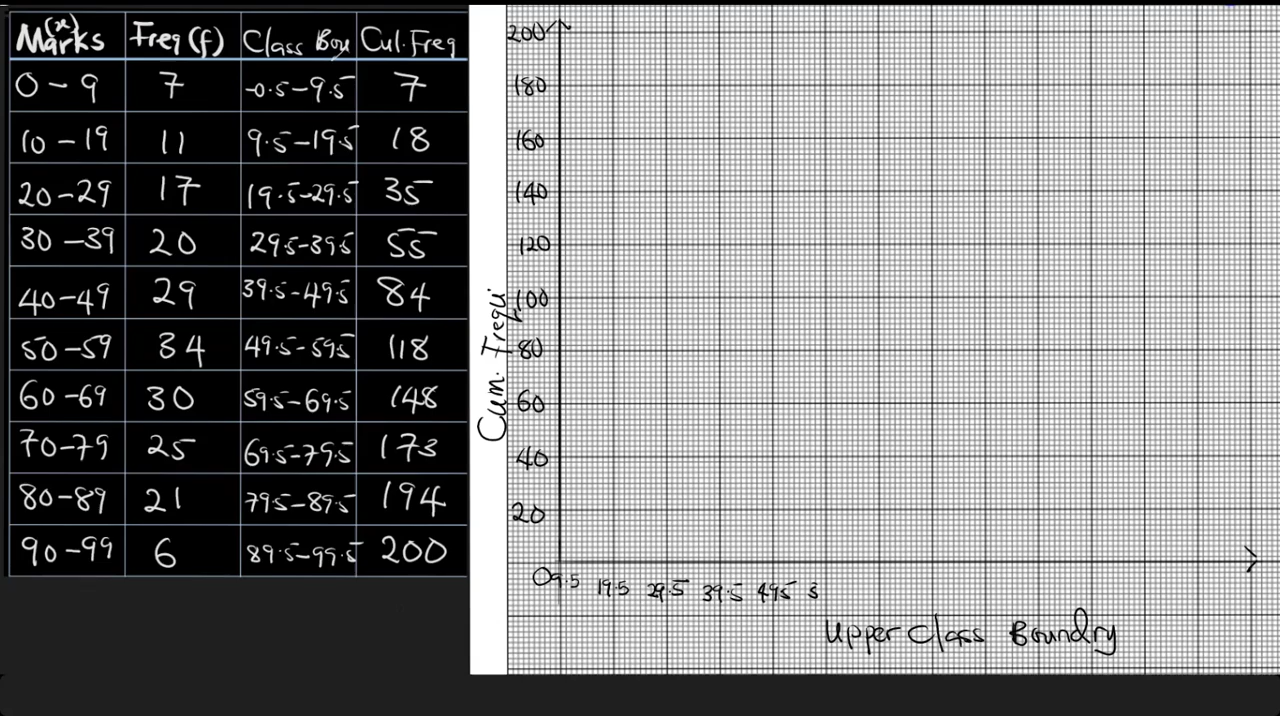 Marks (x) Freq (f) Class Boy Cul. Freq
0 - 9 7 -0.5-9.5 7
10 - 19 11 9.5-19.5 18
20-29 17 19.5-29.5 35
30 -39 20 29.5-39.5 55
40-49 29 39.5-49.5 84
50-59 34 49.5-59.5 118
60-69 30 59.5-69.5 148
70-79 25 69.5-79.5 173
80-89 21 79.5-89.5 194
90-99 6 89.5-99.5 200
200
180
160
140
120
100
80
60
40
20
Cum.
0 9.5 19.5 29.5 39.5 49.5
Upper Class Boundry